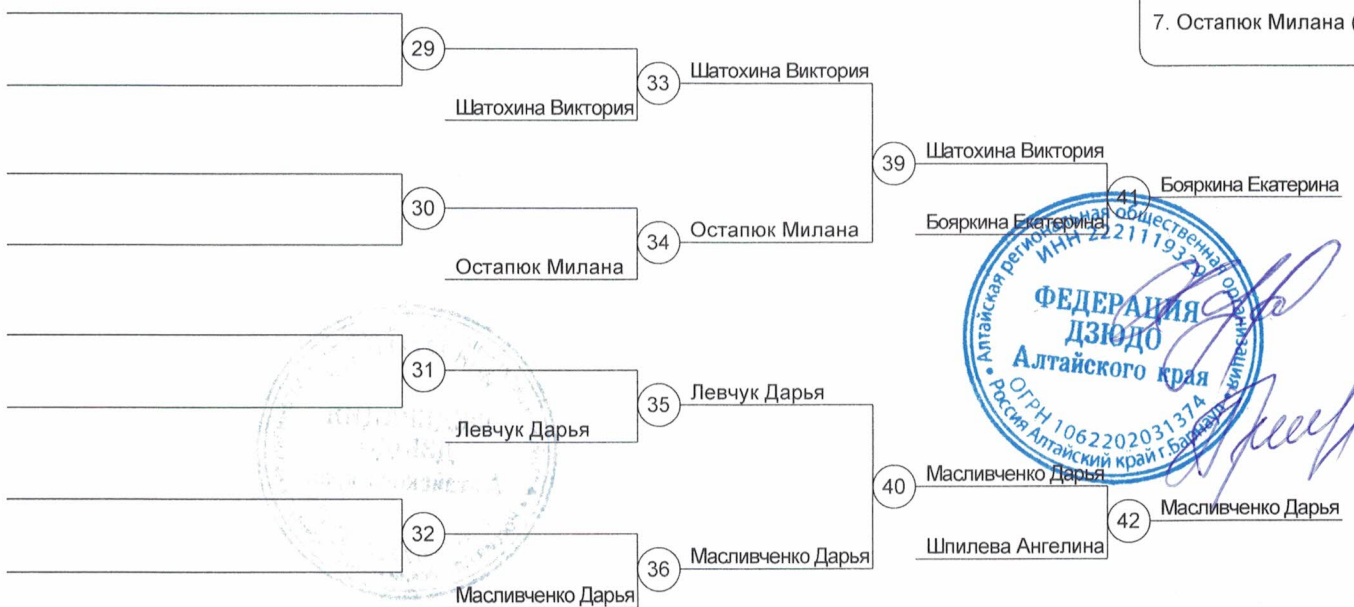 7. Остапюк Милана (
29
33
Шатохина Виктория
Шатохина Виктория
39
Шатохина Виктория
41
Бояркина Екатерина
Бояркина Екатерина
30
34
Остапюк Милана
Остапюк Милана
• Алтайская региональная общественная организация •
ИНН 2221119329
ФЕДЕРАЦИЯ
ДЗЮДО
Алтайского края
ОГРН 1062202031374
Россия Алтайский край г.Барнаул
31
35
Левчук Дарья
Левчук Дарья
40
Масливченко Дарья
42
Масливченко Дарья
Шпилева Ангелина
32
36
Масливченко Дарья
Масливченко Дарья